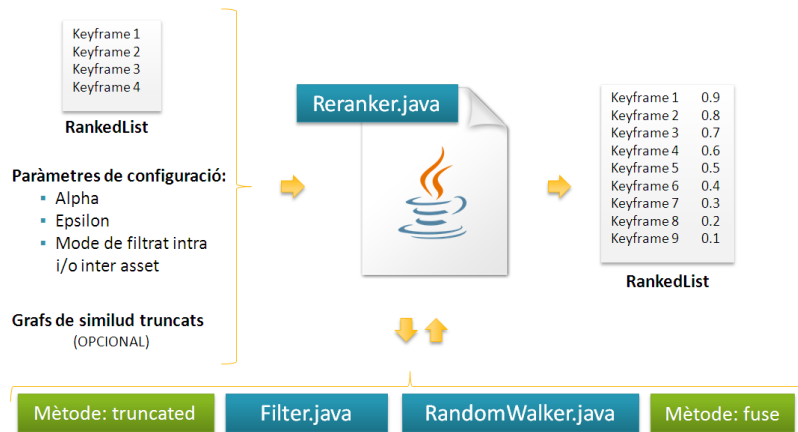 Keyframe 1
Keyframe 2
Keyframe 3
Keyframe 4
RankedList
Paràmetres de configuració:
Alpha
Epsilon
Mode de filtrat intra
i/o inter asset
Grafs de similud truncats
(OPCIONAL)
Reranker.java
Keyframe 1 0.9
Keyframe 2 0.8
Keyframe 3 0.7
Keyframe 4 0.6
Keyframe 5 0.5
Keyframe 6 0.4
Keyframe 7 0.3
Keyframe 8 0.2
Keyframe 9 0.1
RankedList
Mètode: truncated
Filter.java
RandomWalker.java
Mètode: fuse